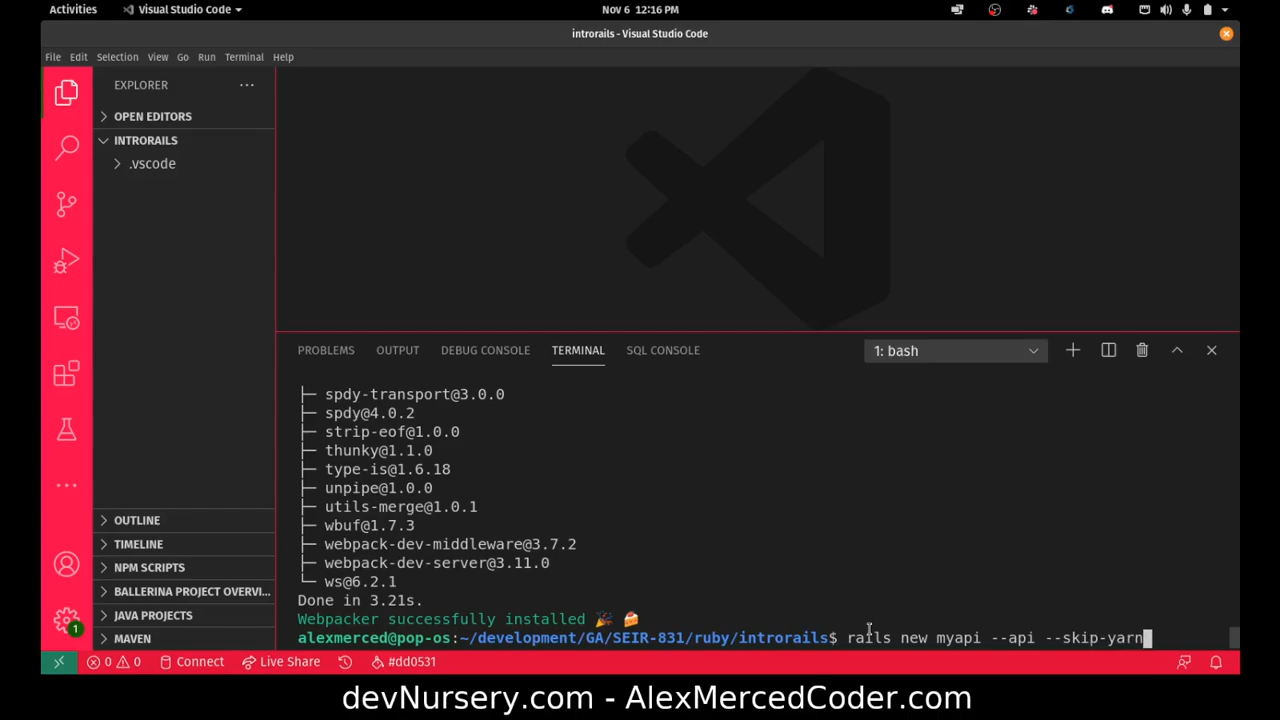 Activities
Visual Studio Code
Nov 6 12:16 PM
introrails - Visual Studio Code
File Edit Selection View Go Run Terminal Help
EXPLORER
OPEN EDITORS
INTRORAILS
.vscode
OUTLINE
TIMELINE
NPM SCRIPTS
BALLERINA PROJECT OVERVI...
JAVA PROJECTS
MAVEN
1
PROBLEMS OUTPUT DEBUG CONSOLE TERMINAL SQL CONSOLE
1: bash
├─ spdy-transport@3.0.0
├─ spdy@4.0.2
├─ strip-eof@1.0.0
├─ thunky@1.1.0
├─ type-is@1.6.18
├─ unpipe@1.0.0
├─ utils-merge@1.0.1
├─ wbuf@1.7.3
├─ webpack-dev-middleware@3.7.2
├─ webpack-dev-server@3.11.0
└─ ws@6.2.1
Done in 3.21s.
Webpacker successfully installed 🎉 🍰
alexmerced@pop-os:~/development/GA/SEIR-831/ruby/introrails$ rails new myapi --api --skip-yarn
0 0 Connect Live Share #dd0531
devNursery.com - AlexMercedCoder.com